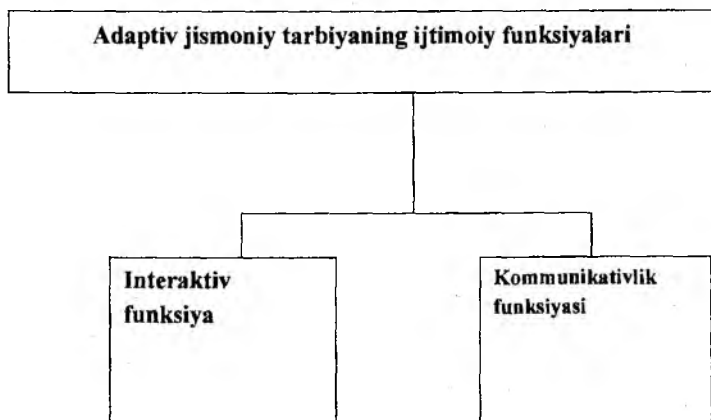 Adaptiv jismoniy tarbiyaning ijtimoiy funksiyalari
Interaktiv
funksiya
Kommunikativlik
funksiyasi